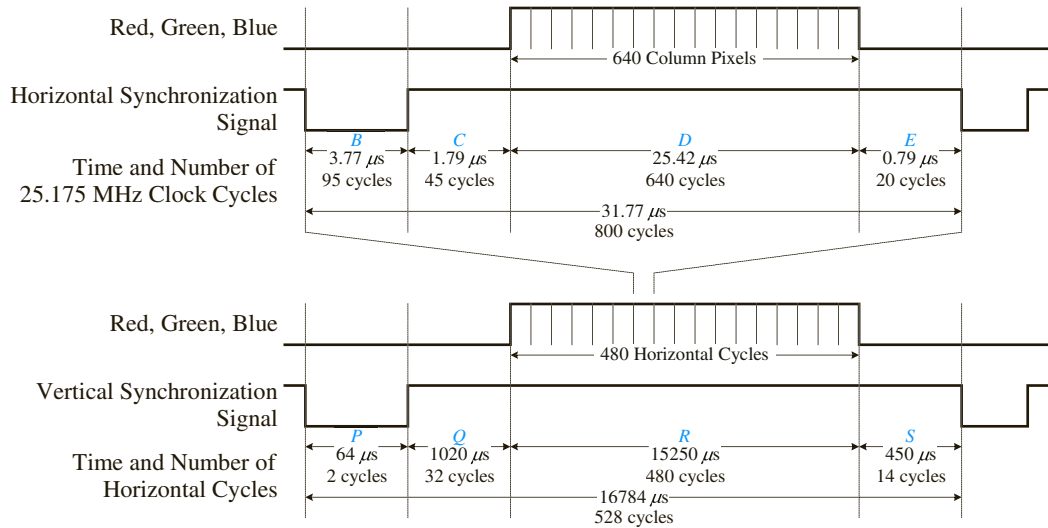 Red, Green, Blue
640 Column Pixels
Horizontal Synchronization
Signal
B C D E
3.77 μs 1.79 μs 25.42 μs 0.79 μs
95 cycles 45 cycles 640 cycles 20 cycles
Time and Number of
25.175 MHz Clock Cycles
31.77 μs
800 cycles
Red, Green, Blue
480 Horizontal Cycles
Vertical Synchronization
Signal
P Q R S
64 μs 1020 μs 15250 μs 450 μs
2 cycles 32 cycles 480 cycles 14 cycles
Time and Number of
Horizontal Cycles
16784 μs
528 cycles